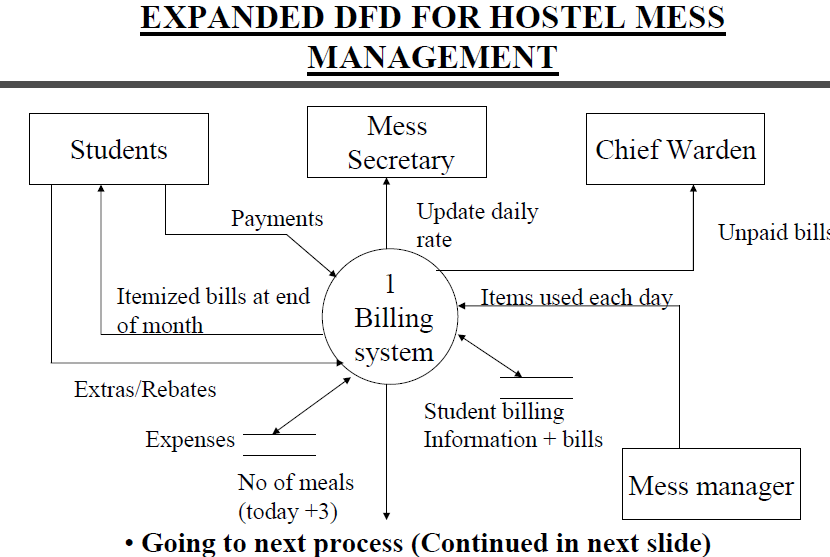 EXPANDED DFD FOR HOSTEL MESS
MANAGEMENT
Students
Mess
Secretary
Chief Warden
Payments
Update daily
rate
Unpaid bills
1
Billing
system
Itemized bills at end
of month
Items used each day
Extras/Rebates
Student billing
Information + bills
Expenses
No of meals
(today +3)
Mess manager
• Going to next process (Continued in next slide)